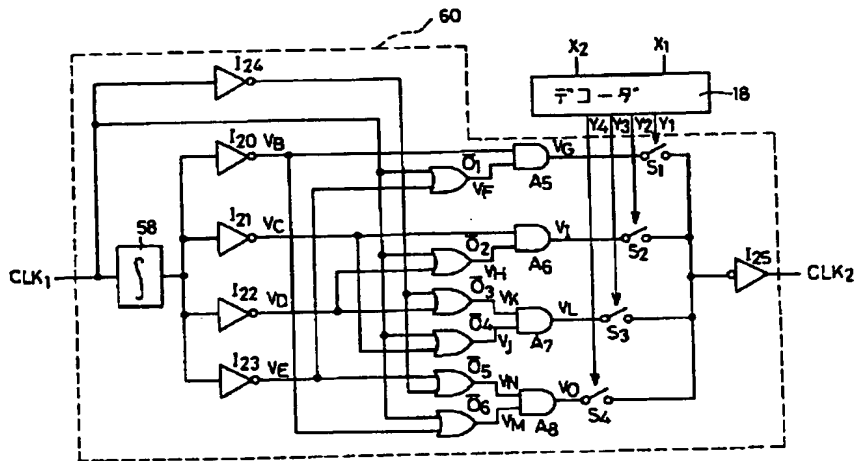 60
X2 X1
I24
デコーダ 18
Y4 Y3 Y2 Y1
I20 VB
Ō1 VG
VF A5 S1
58
I21 VC
Ō2 VI
VH A6 S2
I25
CLK1 ∫ CLK2
I22 VD
Ō3 VK
Ō4 VL
VJ A7 S3
I23 VE
Ō5 VN VO
Ō6 VM A8 S4